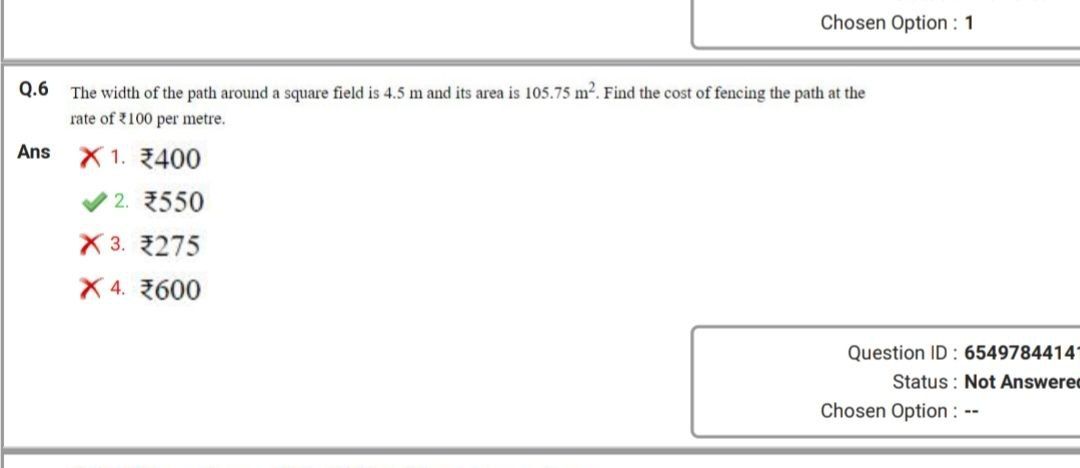 Chosen Option : 1
Q.6 The width of the path around a square field is 4.5 m and its area is 105.75 m². Find the cost of fencing the path at the
rate of ₹100 per metre.
Ans 1. ₹400
2. ₹550
3. ₹275
4. ₹600
Question ID : 6549784414
Status : Not Answered
Chosen Option : --